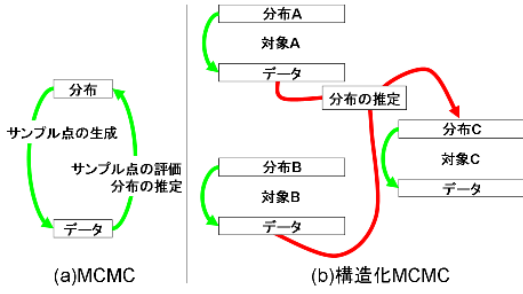 分布
サンプル点の生成
サンプル点の評価
分布の推定
データ
(a)MCMC
分布A
対象A
データ
分布の推定
分布B
対象B
データ
分布C
対象C
データ
(b)構造化MCMC